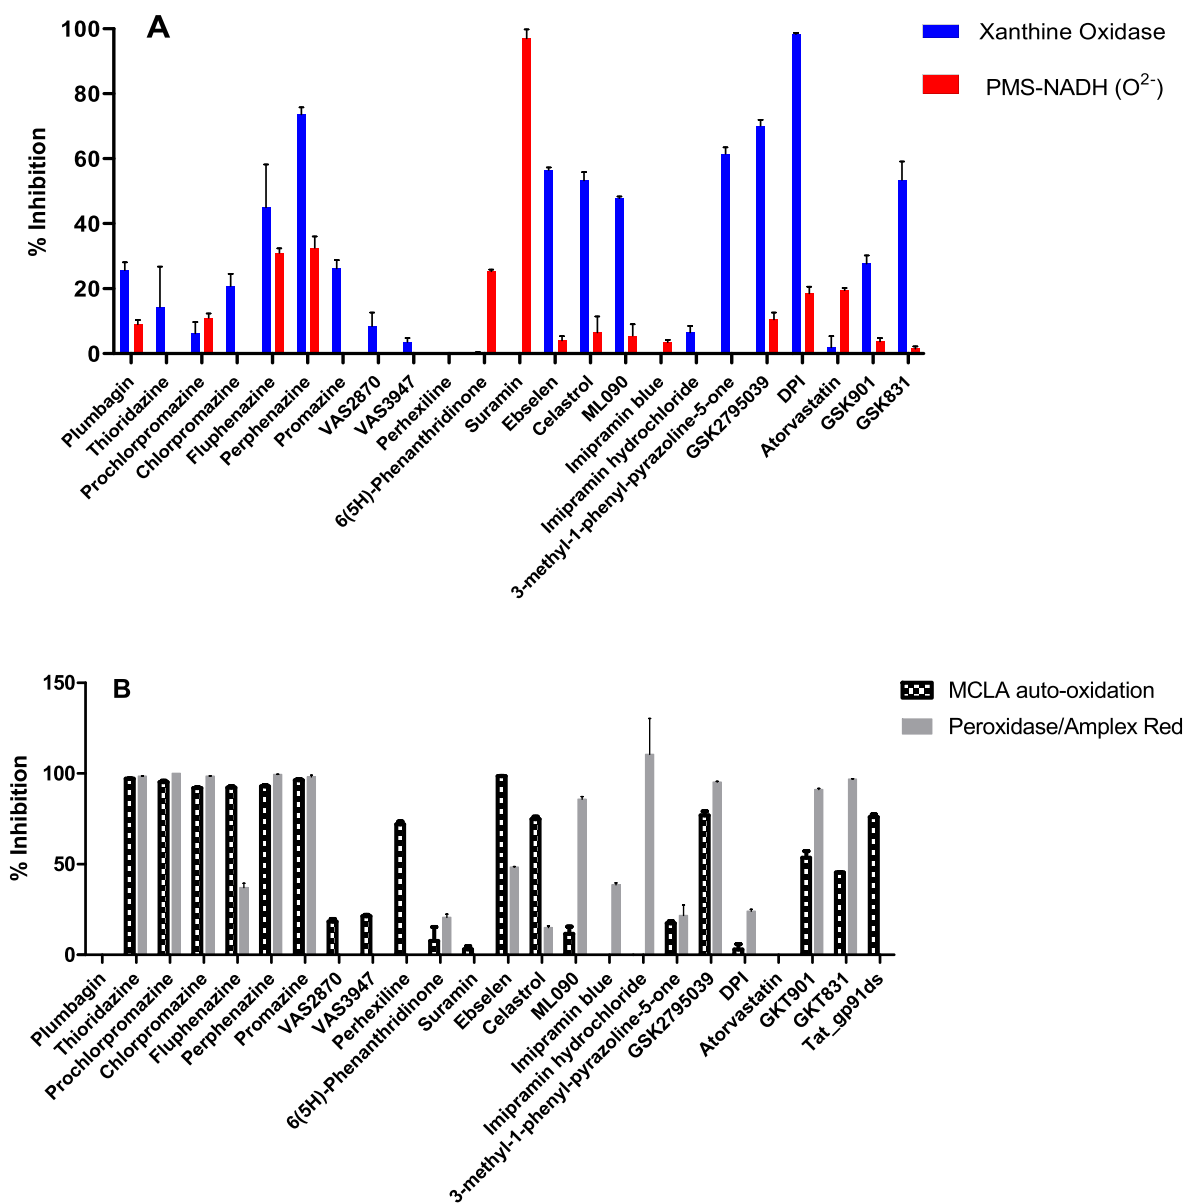 A
Xanthine Oxidase
PMS-NADH (O2-)
% Inhibition
100
80
60
40
20
0
Plumbagin
Thioridazine
Prochlorpromazine
Chlorpromazine
Fluphenazine
Perphenazine
Promazine
VAS2870
VAS3947
Perhexiline
6(5H)-Phenanthridinone
Suramin
Ebselen
Celastrol
ML090
Imipramin blue
Imipramin hydrochloride
3-methyl-1-phenyl-pyrazoline-5-one
GSK2795039
DPI
Atorvastatin
GSK901
GSK831
B
MCLA auto-oxidation
Peroxidase/Amplex Red
% Inhibition
150
100
50
0
Plumbagin
Thioridazine
Prochlorpromazine
Chlorpromazine
Fluphenazine
Perphenazine
Promazine
VAS2870
VAS3947
Perhexiline
6(5H)-Phenanthridinone
Suramin
Ebselen
Celastrol
ML090
Imipramin blue
Imipramin hydrochloride
3-methyl-1-phenyl-pyrazoline-5-one
GSK2795039
DPI
Atorvastatin
GKT901
GKT831
Tat_gp91ds